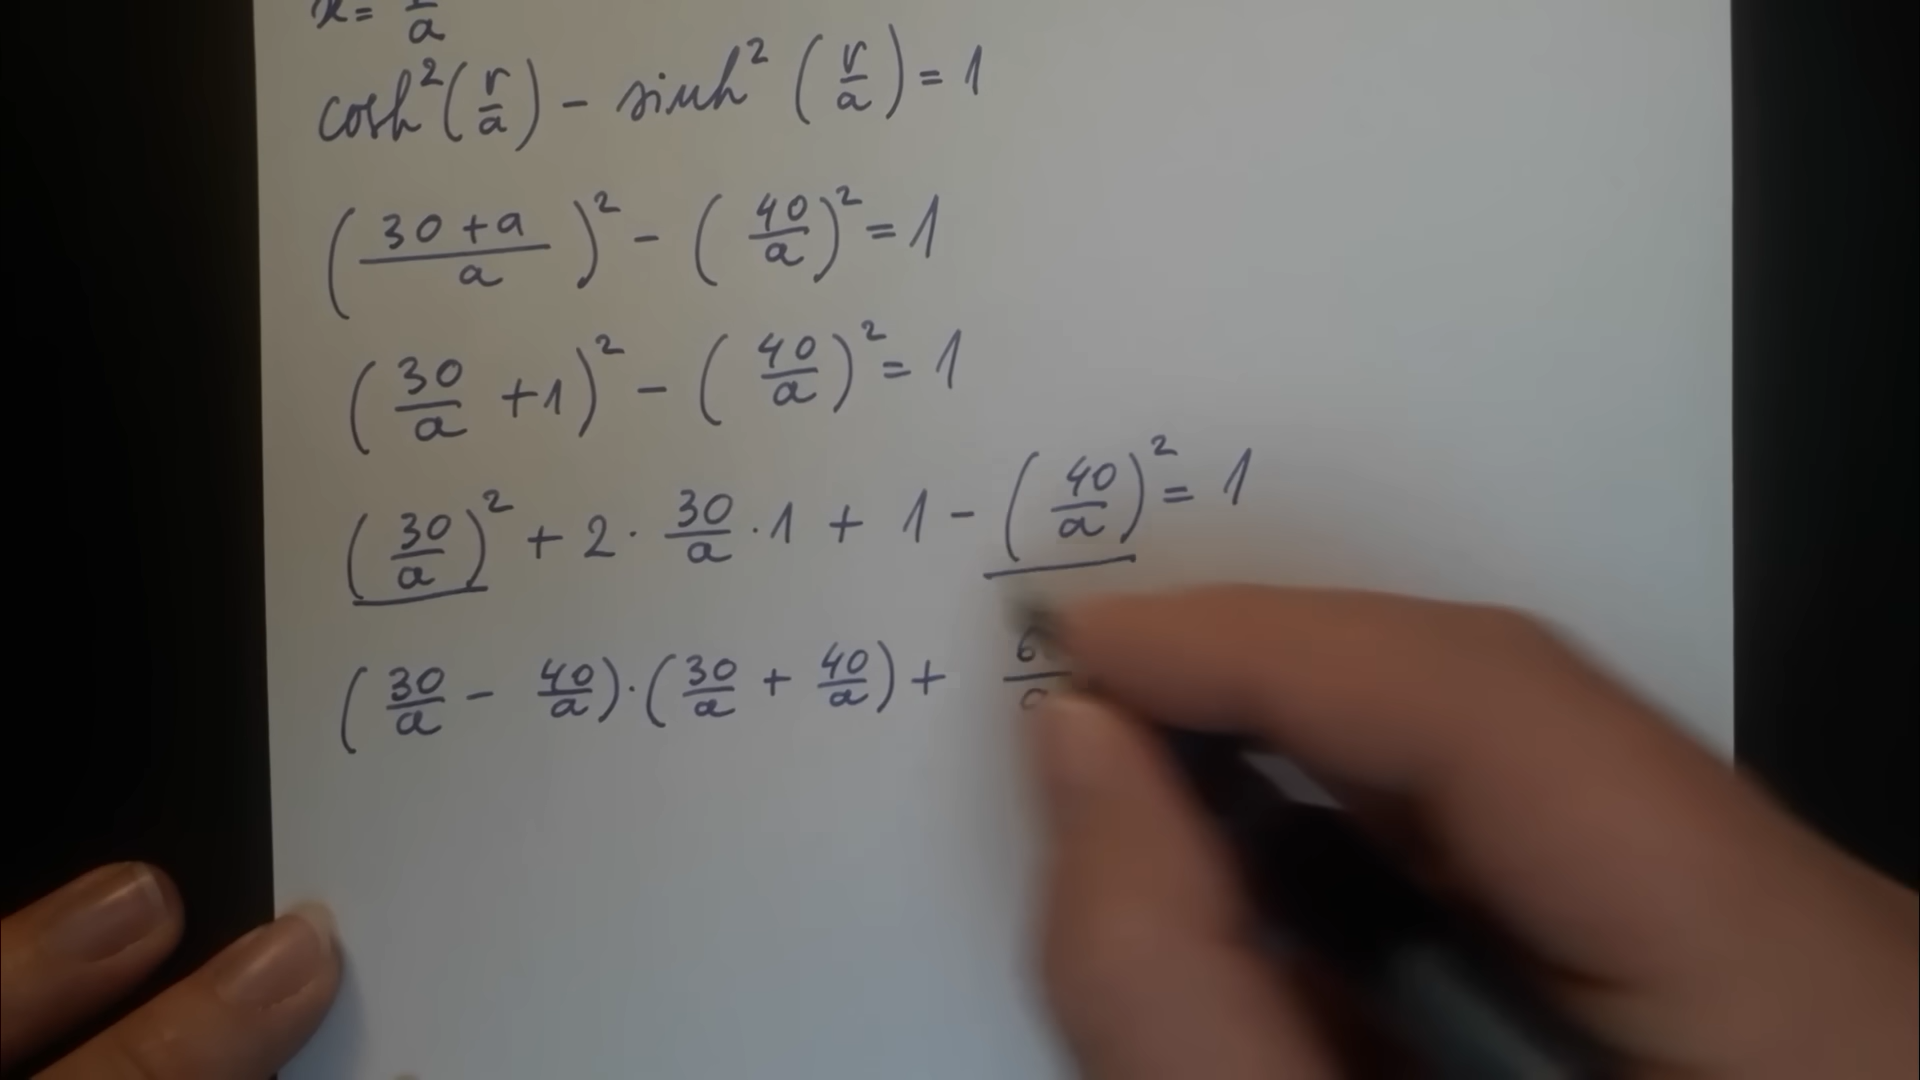 x = /a
cosh²(r/a) - sinh²(r/a) = 1
((30+a)/a)² - (40/a)² = 1
(30/a + 1)² - (40/a)² = 1
(30/a)² + 2 · 30/a · 1 + 1 - (40/a)² = 1
(30/a - 40/a) · (30/a + 40/a) +